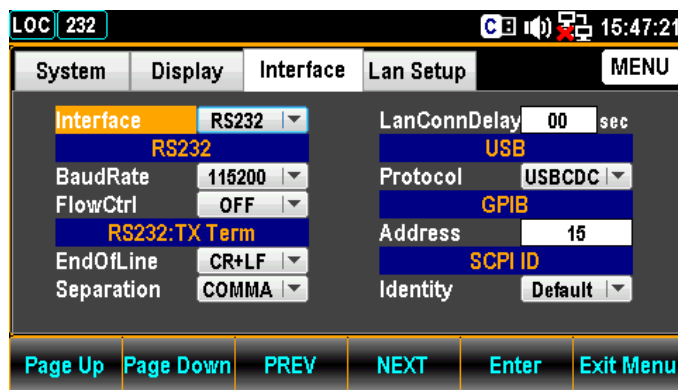 LOC 232 C 15:47:21
System Display Interface Lan Setup MENU
Interface RS232
RS232
BaudRate 115200
FlowCtrl OFF
RS232:TX Term
EndOfLine CR+LF
Separation COMMA
LanConnDelay 00 sec
USB
Protocol USBCDC
GPIB
Address 15
SCPI ID
Identity Default
Page Up Page Down PREV NEXT Enter Exit Menu